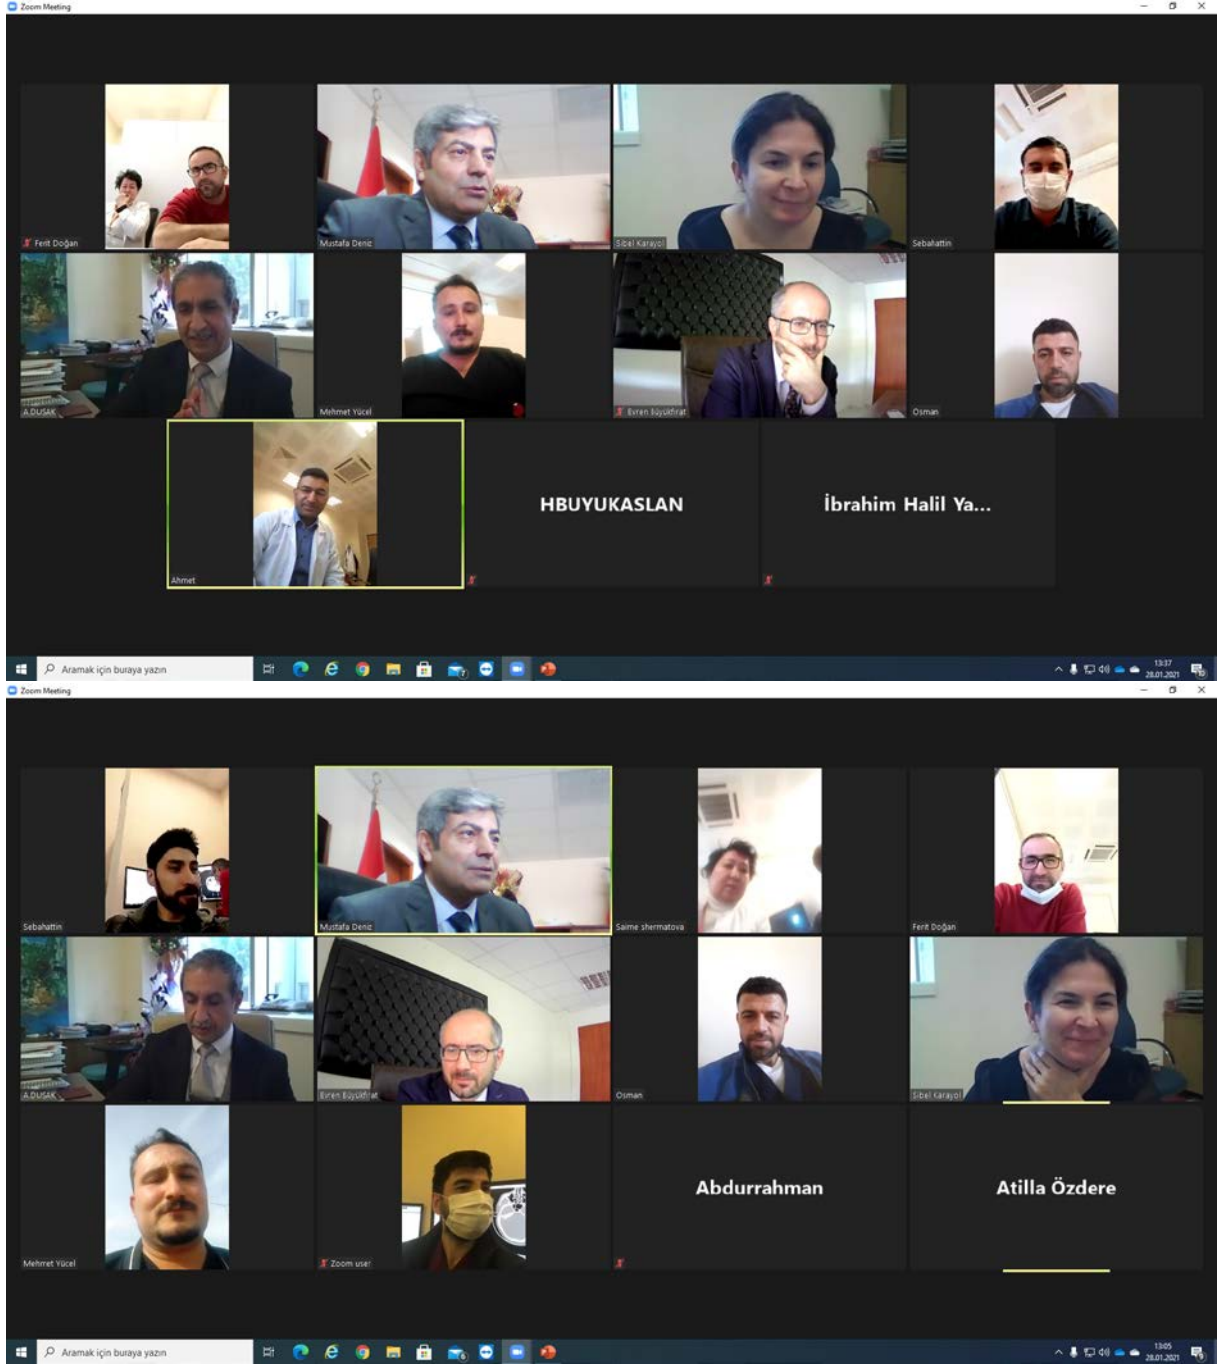 Zoom Meeting
Ferit Doğan
Mustafa Deniz
Sibel Karayol
Sebahattin
A.DUSAK
Mehmet Yücel
Evren Büyükfırat
Osman
Ahmet
HBUYUKASLAN
İbrahim Halil Ya...
Aramak için buraya yazın
7
13:37
28.01.2021
Zoom Meeting
Sebahattin
Mustafa Deniz
Saime shermatova
Ferit Doğan
A.DUSAK
Evren Büyükfırat
Osman
Sibel Karayol
Mehmet Yücel
Zoom user
Abdurrahman
Atilla Özdere
Aramak için buraya yazın
6
13:05
28.01.2021